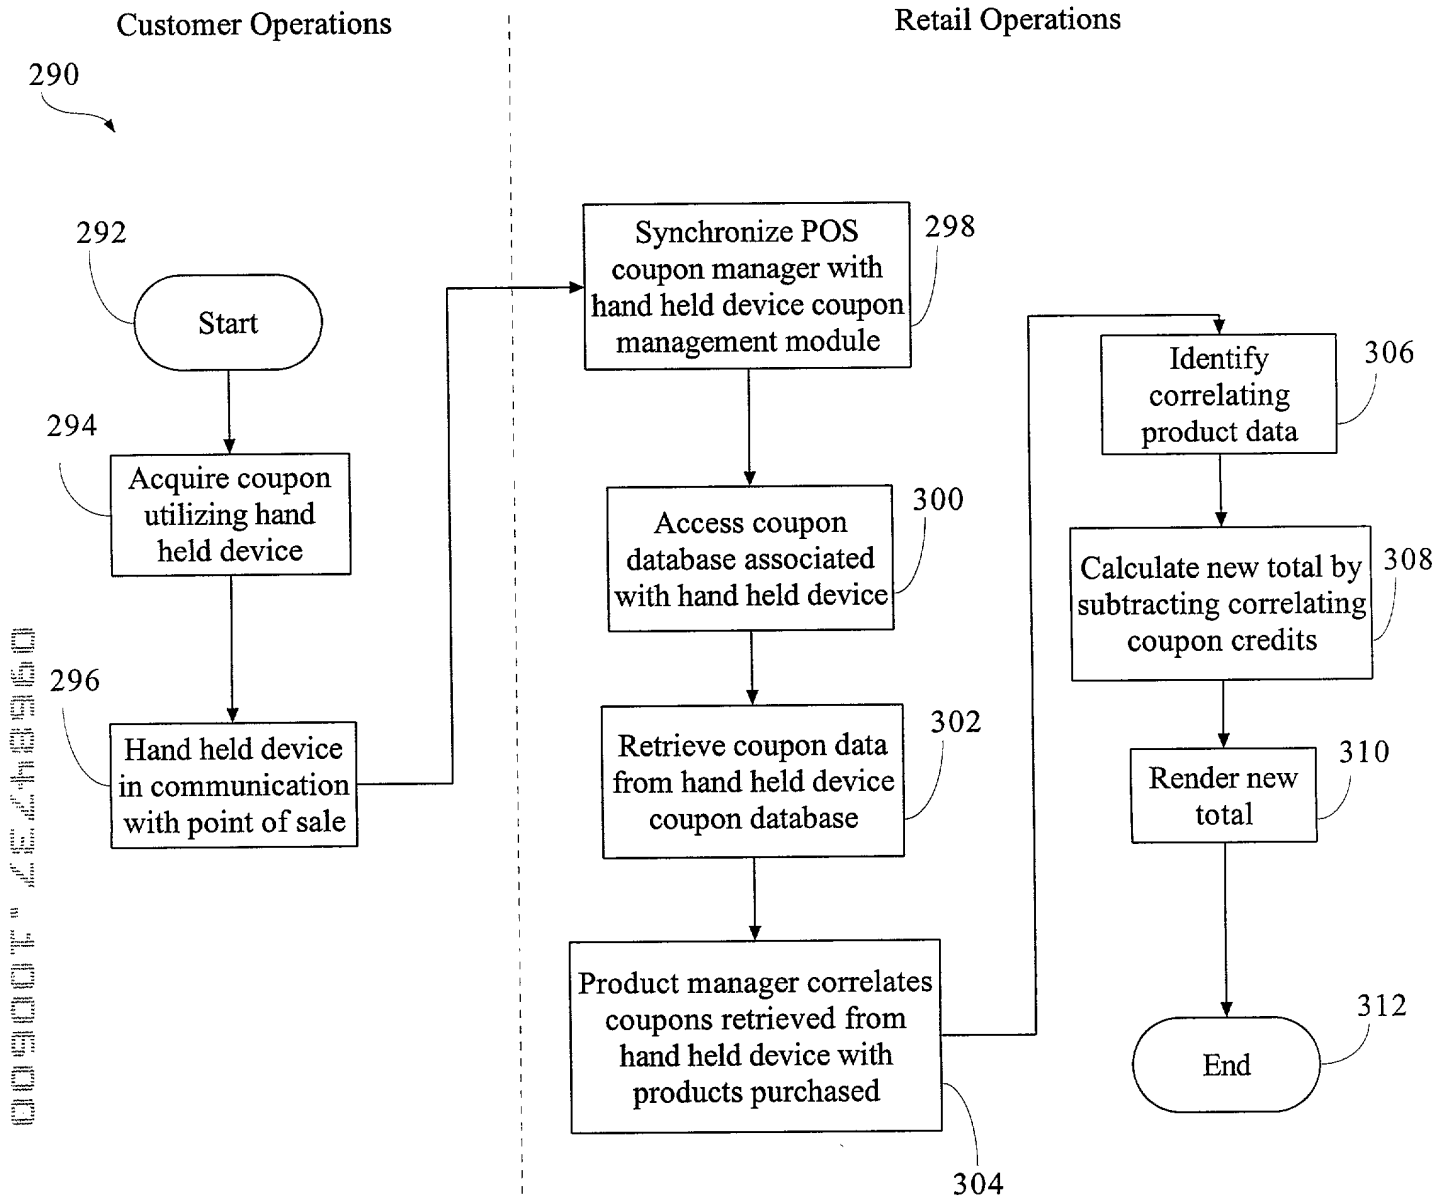 Customer Operations
Retail Operations
290
292
Start
294
Acquire coupon
utilizing hand
held device
296
Hand held device
in communication
with point of sale
298
Synchronize POS
coupon manager with
hand held device coupon
management module
300
Access coupon
database associated
with hand held device
302
Retrieve coupon data
from hand held device
coupon database
Product manager correlates
coupons retrieved from
hand held device with
products purchased
304
306
Identify
correlating
product data
308
Calculate new total by
subtracting correlating
coupon credits
310
Render new
total
312
End
09684737.100600